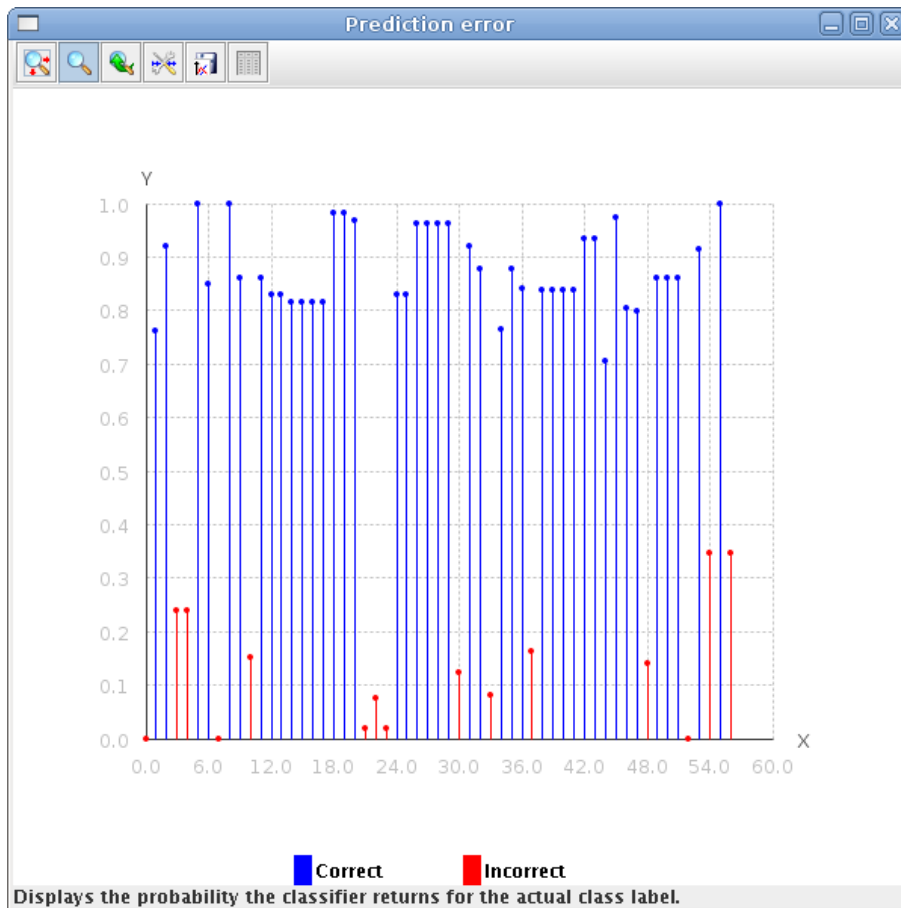 Prediction error
Y
1.0
0.9
0.8
0.7
0.6
0.5
0.4
0.3
0.2
0.1
0.0
X
0.0 6.0 12.0 18.0 24.0 30.0 36.0 42.0 48.0 54.0 60.0
Correct Incorrect
Displays the probability the classifier returns for the actual class label.